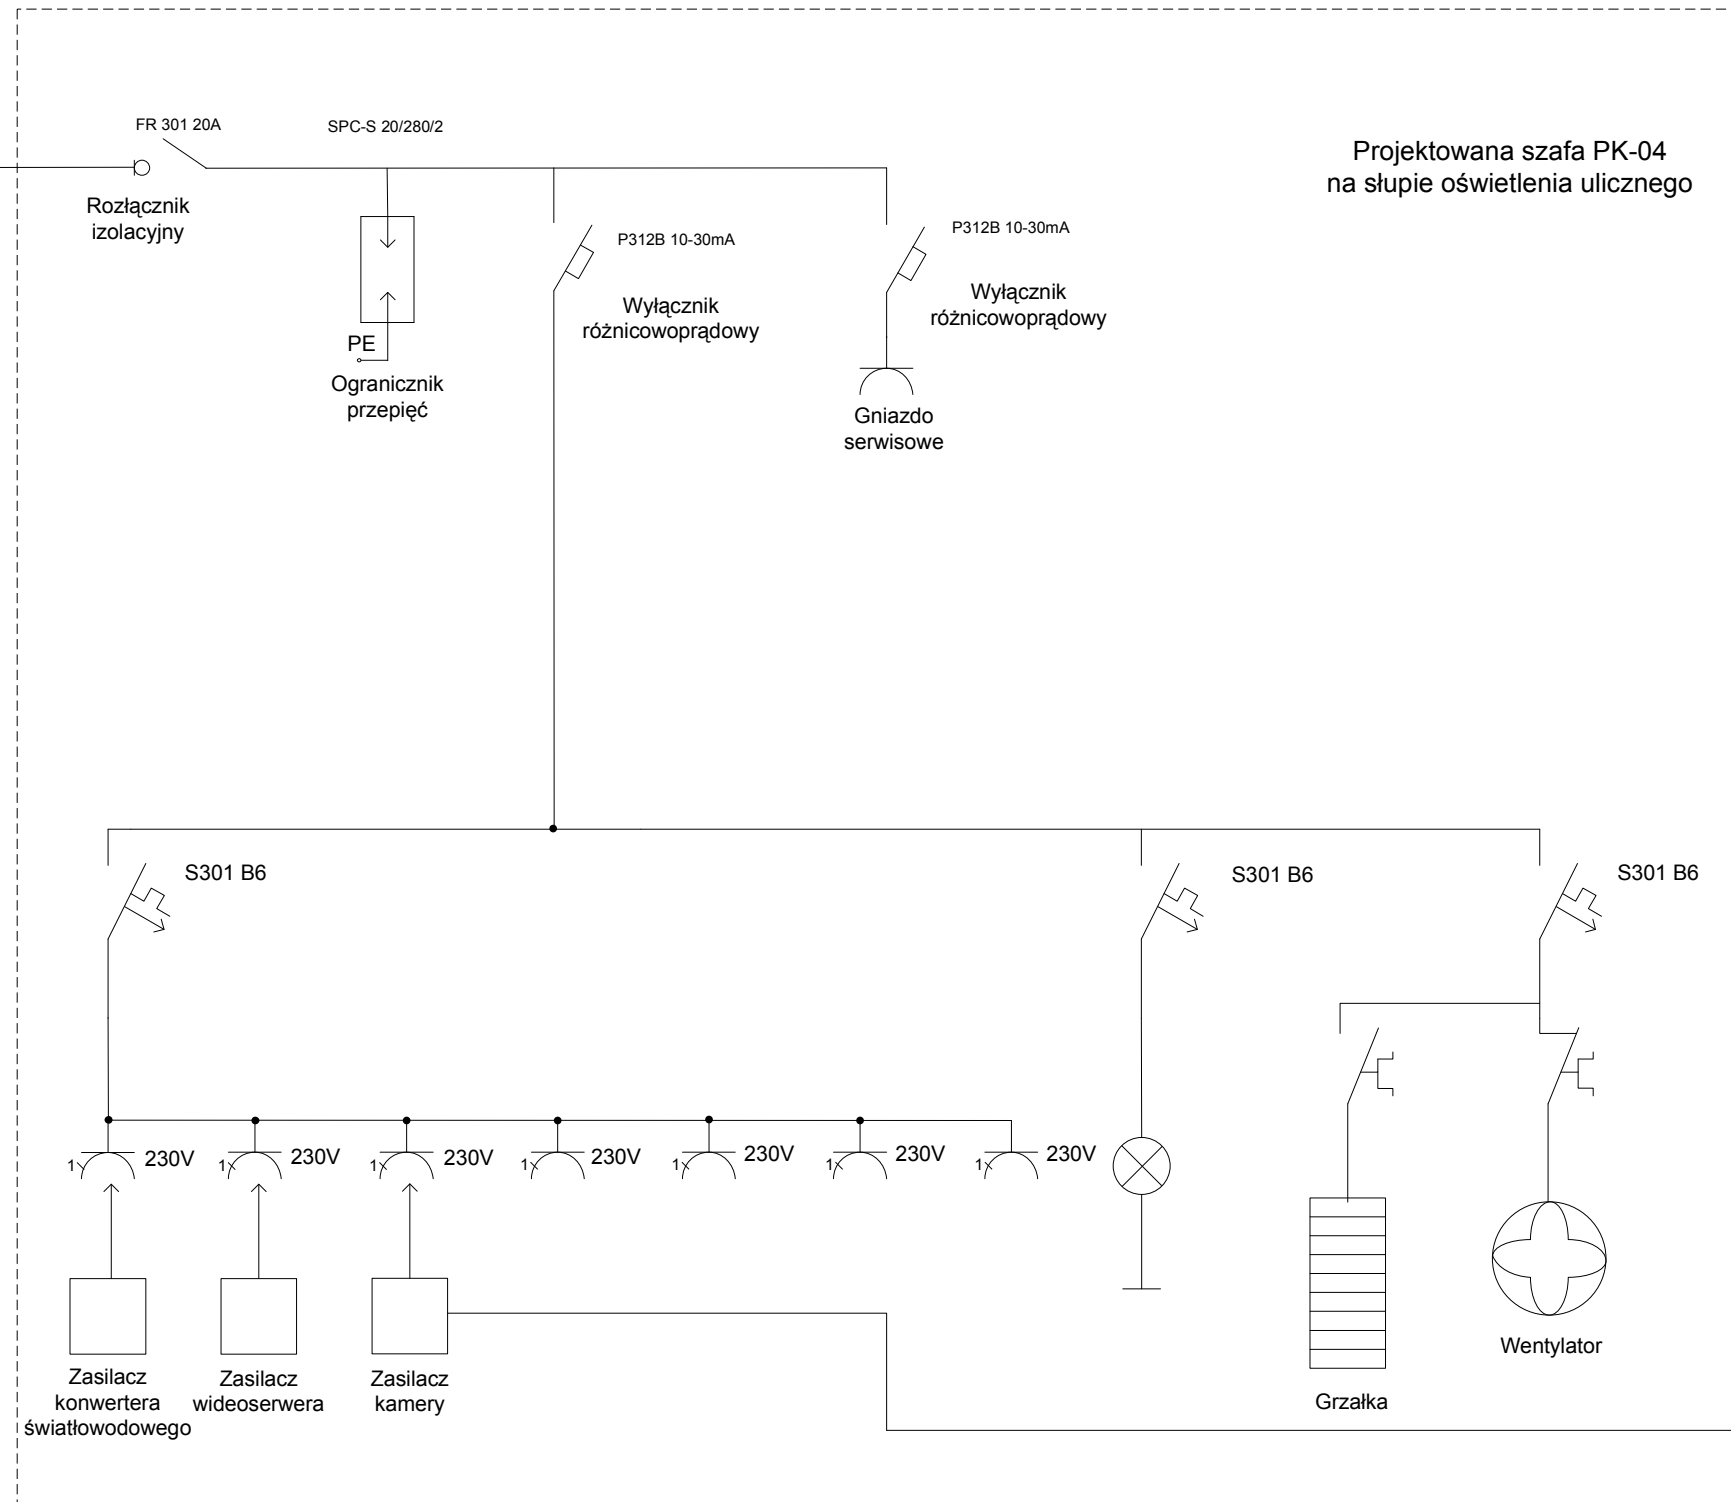 FR 301 20A
SPC-S 20/280/2
Projektowana szafa PK-04
na słupie oświetlenia ulicznego
Rozłącznik
izolacyjny
P312B 10-30mA
Wyłącznik
różnicowoprądowy
P312B 10-30mA
Wyłącznik
różnicowoprądowy
PE
Ogranicznik
przepięć
Gniazdo
serwisowe
S301 B6
S301 B6
S301 B6
1
230V
1
230V
1
230V
1
230V
1
230V
1
230V
1
230V
Zasilacz
konwertera
światłowodowego
Zasilacz
wideoserwera
Zasilacz
kamery
Grzałka
Wentylator